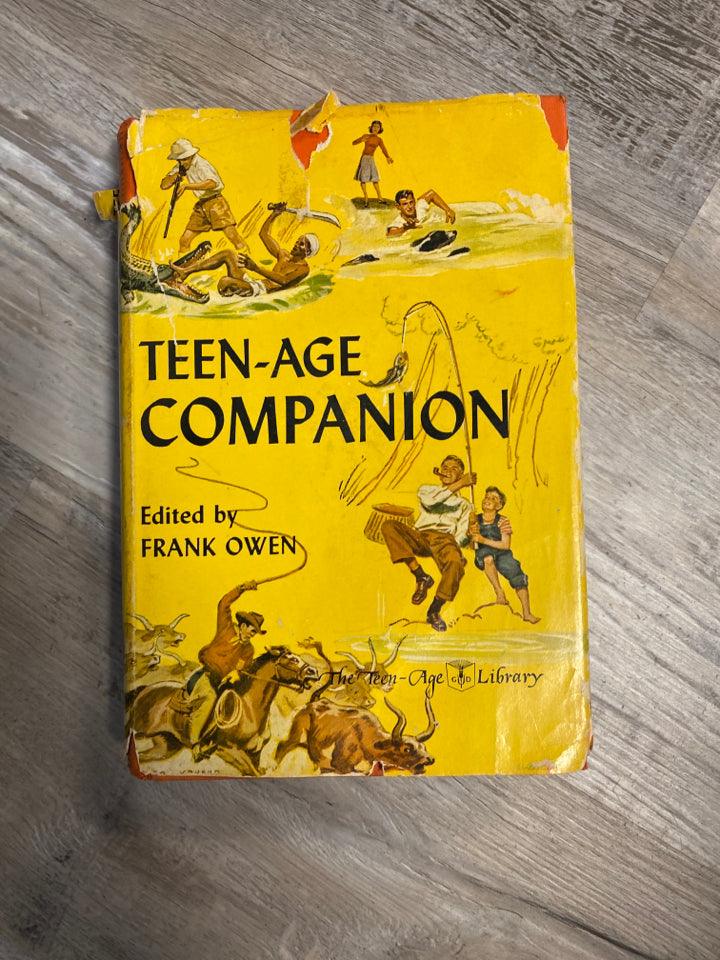 TEEN-AGE
COMPANION
Edited by
FRANK OWEN
The Teen-Age G D Library